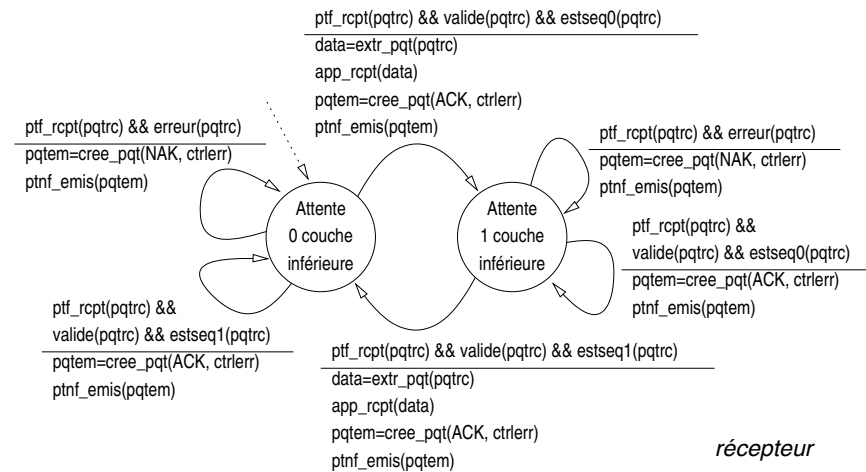 ptf_rcpt(pqtrc) && valide(pqtrc) && estseq0(pqtrc)
data=extr_pqt(pqtrc)
app_rcpt(data)
pqtem=cree_pqt(ACK, ctrlerr)
ptnf_emis(pqtem)
ptf_rcpt(pqtrc) && erreur(pqtrc)
pqtem=cree_pqt(NAK, ctrlerr)
ptnf_emis(pqtem)
ptf_rcpt(pqtrc) && erreur(pqtrc)
pqtem=cree_pqt(NAK, ctrlerr)
ptnf_emis(pqtem)
Attente
0 couche
inférieure
Attente
1 couche
inférieure
ptf_rcpt(pqtrc) &&
valide(pqtrc) && estseq0(pqtrc)
pqtem=cree_pqt(ACK, ctrlerr)
ptnf_emis(pqtem)
ptf_rcpt(pqtrc) &&
valide(pqtrc) && estseq1(pqtrc)
pqtem=cree_pqt(ACK, ctrlerr)
ptnf_emis(pqtem)
ptf_rcpt(pqtrc) && valide(pqtrc) && estseq1(pqtrc)
data=extr_pqt(pqtrc)
app_rcpt(data)
pqtem=cree_pqt(ACK, ctrlerr)
ptnf_emis(pqtem)
récepteur